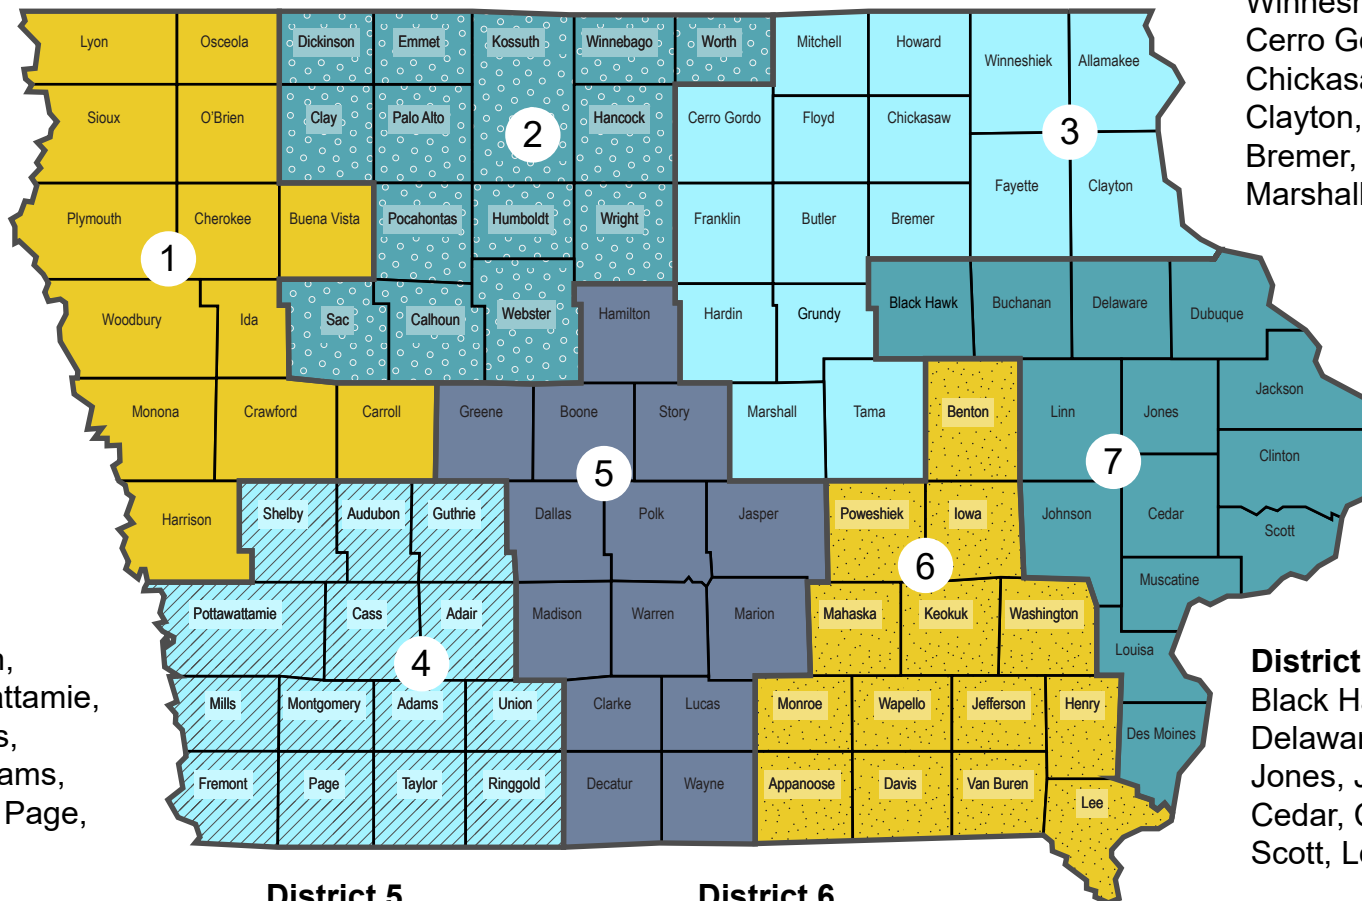 Winnesh
Cerro Go
Chickasa
Clayton,
Bremer,
Marshall
Lyon Osceola Dickinson Emmet Kossuth Winnebago Worth Mitchell Howard Winneshiek Allamakee
Sioux O'Brien Clay Palo Alto 2 Hancock Cerro Gordo Floyd Chickasaw 3
Plymouth Cherokee Buena Vista Pocahontas Humboldt Wright Franklin Butler Bremer Fayette Clayton
1
Woodbury Ida Sac Calhoun Webster Hamilton Hardin Grundy Black Hawk Buchanan Delaware Dubuque
Monona Crawford Carroll Greene Boone Story Marshall Tama Benton Linn Jones Jackson
5 7 Clinton
Harrison Shelby Audubon Guthrie Dallas Polk Jasper Poweshiek Iowa Johnson Cedar Scott
6 Muscatine
Pottawattamie Cass Adair Madison Warren Marion Mahaska Keokuk Washington Louisa
4
Mills Montgomery Adams Union Clarke Lucas Monroe Wapello Jefferson Henry Des Moines
Fremont Page Taylor Ringgold Decatur Wayne Appanoose Davis Van Buren Lee
n,
attamie,
s,
ams,
Page,
District
Black Ha
Delawar
Jones, J
Cedar, C
Scott, Lo
District 5 District 6